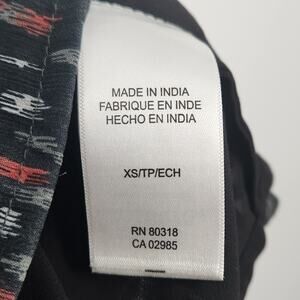 MADE IN INDIA
FABRIQUE EN INDE
HECHO EN INDIA
XS/TP/ECH
RN 80318
CA 02985